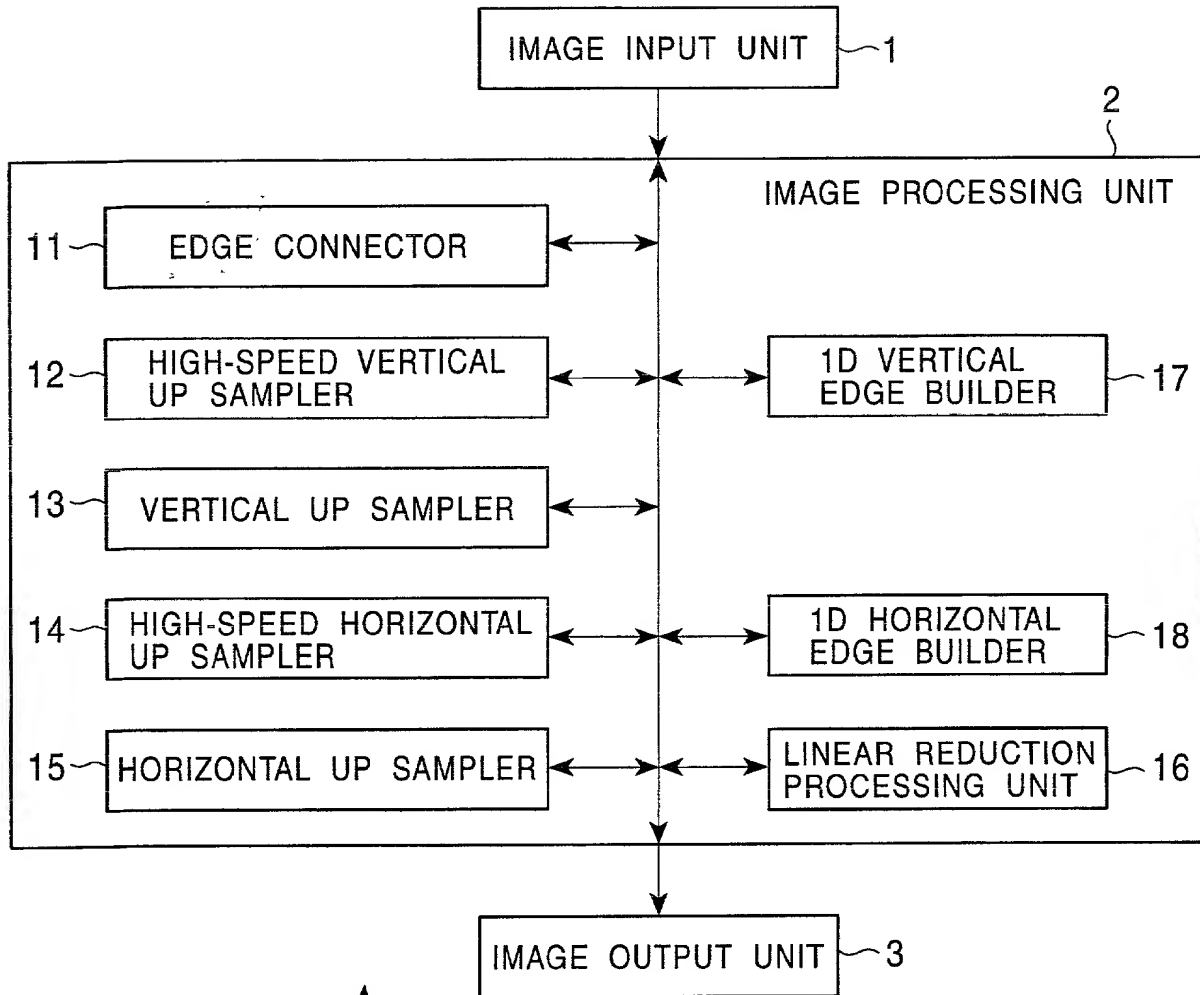 IMAGE INPUT UNIT 1
2
IMAGE PROCESSING UNIT
11 EDGE CONNECTOR
12 HIGH-SPEED VERTICAL
UP SAMPLER
1D VERTICAL
EDGE BUILDER 17
13 VERTICAL UP SAMPLER
14 HIGH-SPEED HORIZONTAL
UP SAMPLER
1D HORIZONTAL
EDGE BUILDER 18
15 HORIZONTAL UP SAMPLER
LINEAR REDUCTION
PROCESSING UNIT 16
IMAGE OUTPUT UNIT 3